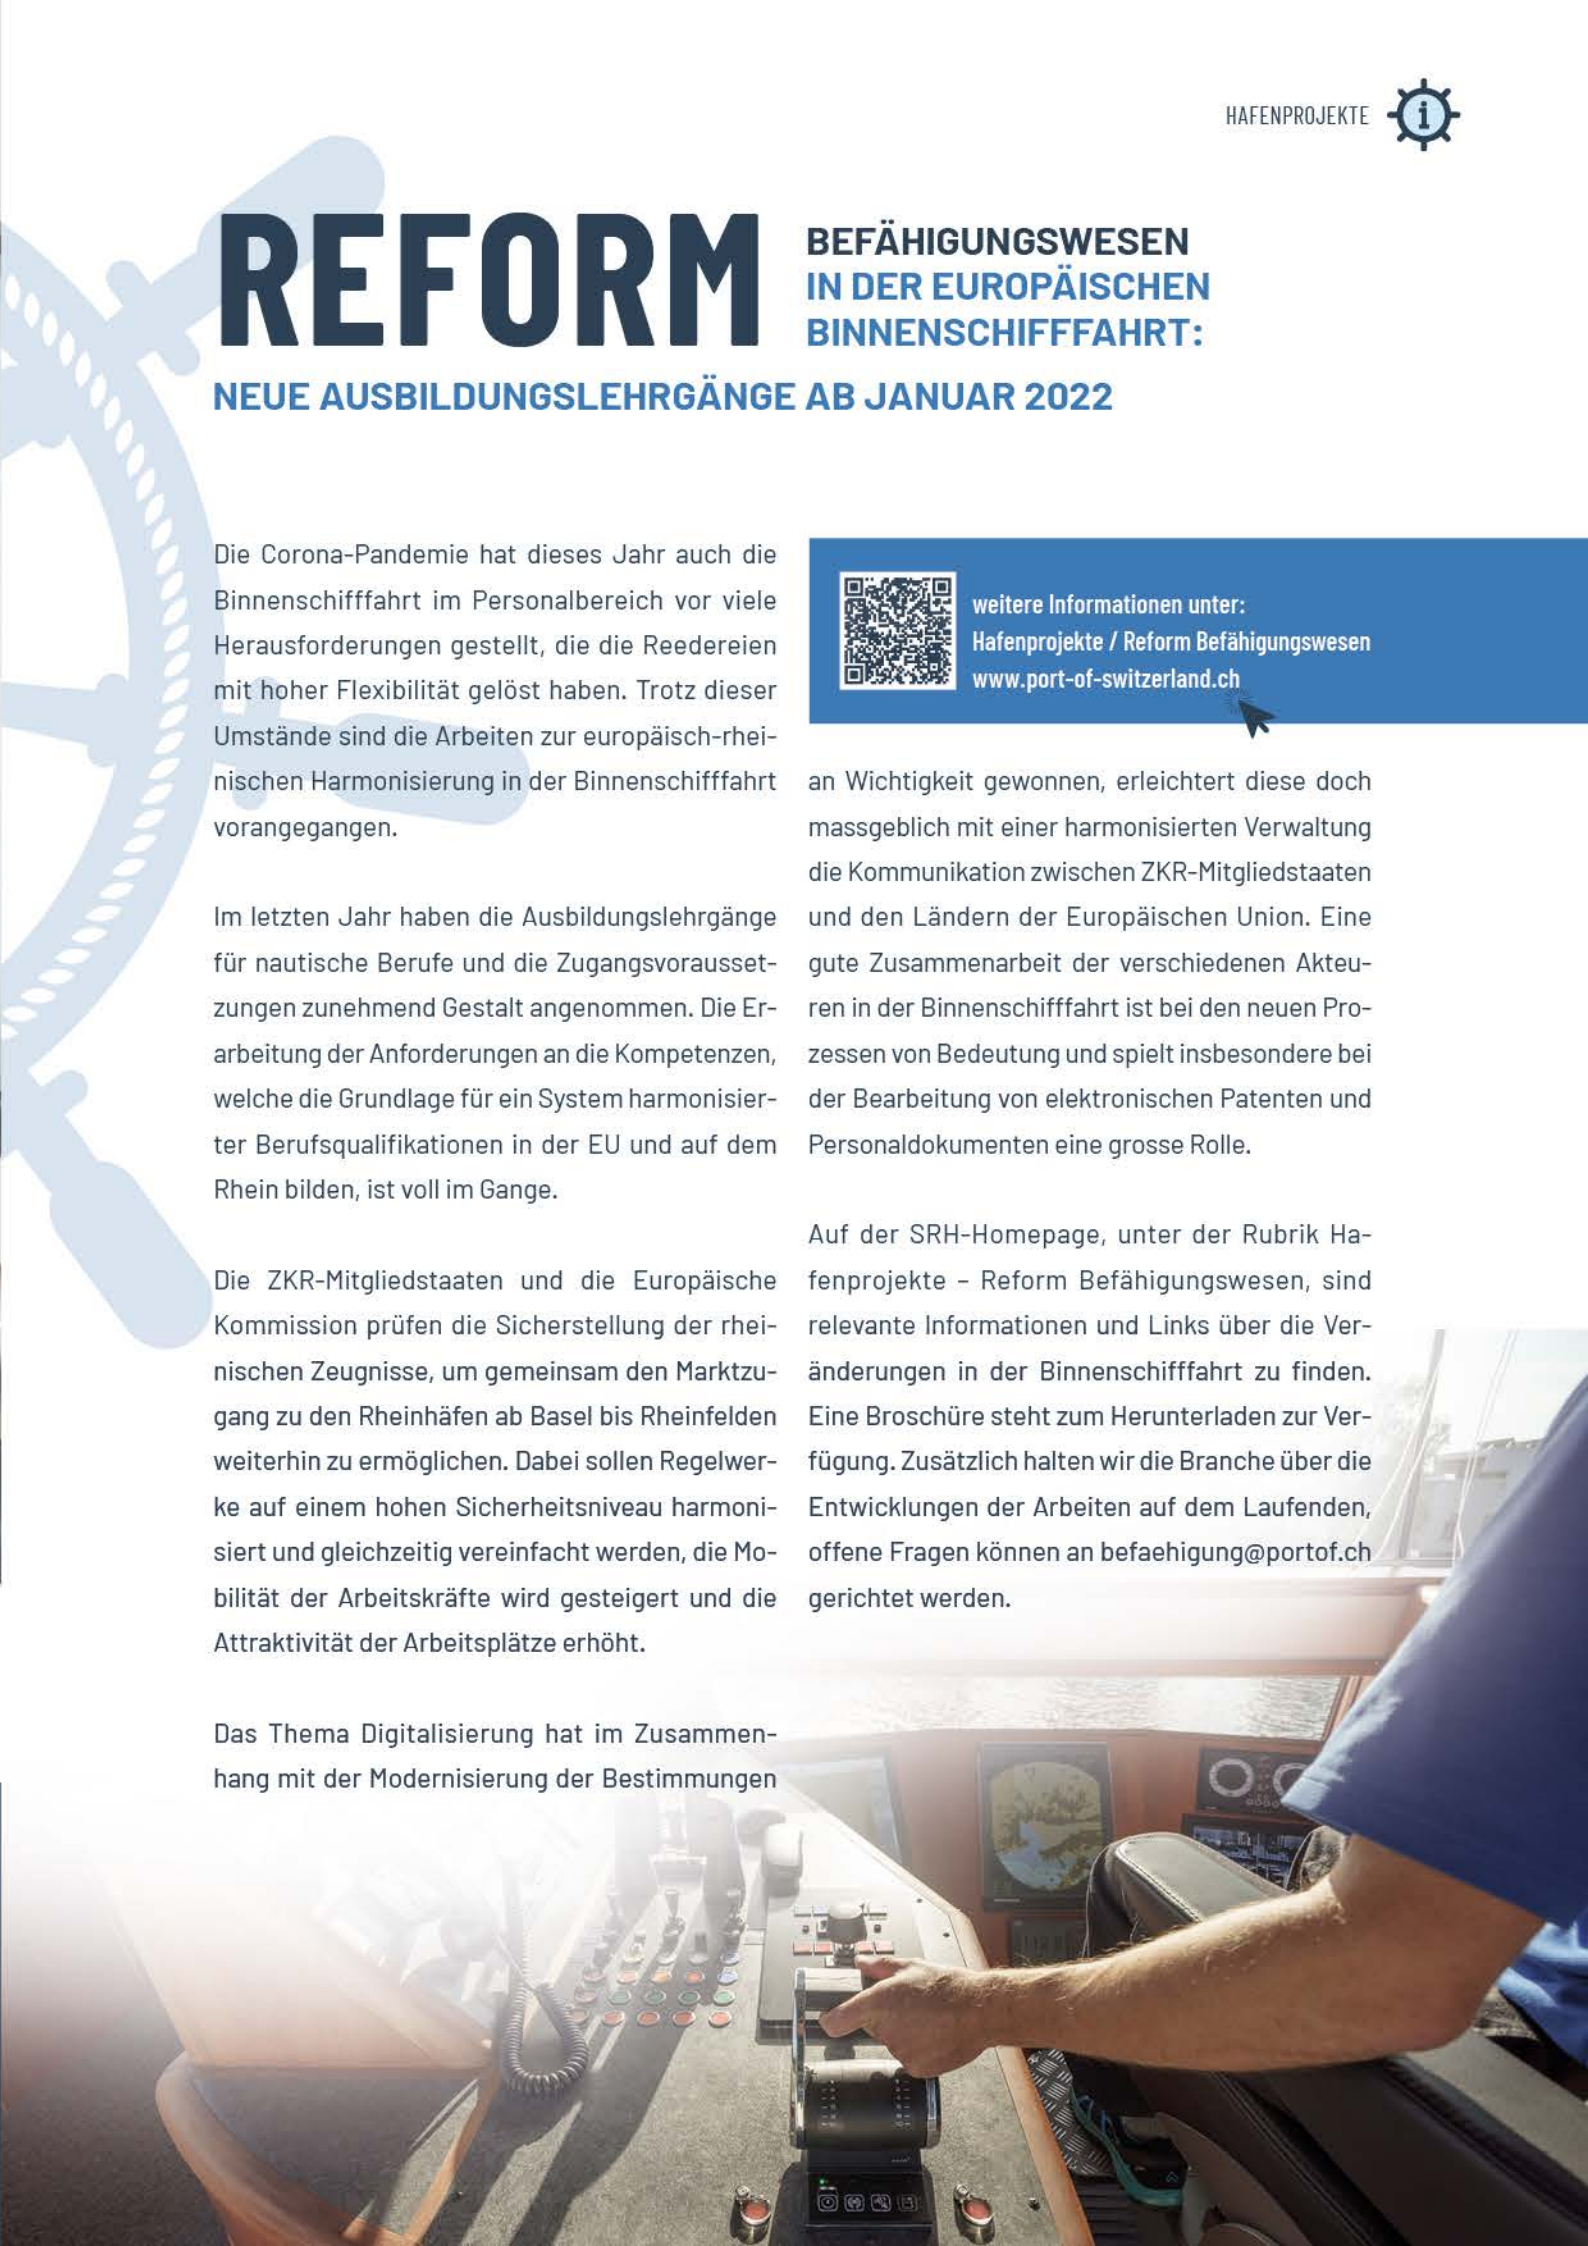 HAFENPROJEKTE
REFORM
BEFÄHIGUNGSWESEN
IN DER EUROPÄISCHEN
BINNENSCHIFFFAHRT:
NEUE AUSBILDUNGSLEHRGÄNGE AB JANUAR 2022
Die Corona-Pandemie hat dieses Jahr auch die
Binnenschifffahrt im Personalbereich vor viele
Herausforderungen gestellt, die die Reedereien
mit hoher Flexibilität gelöst haben. Trotz dieser
Umstände sind die Arbeiten zur europäisch-rhei-
nischen Harmonisierung in der Binnenschifffahrt
vorangegangen.
Im letzten Jahr haben die Ausbildungslehrgänge
für nautische Berufe und die Zugangsvorausset-
zungen zunehmend Gestalt angenommen. Die Er-
arbeitung der Anforderungen an die Kompetenzen,
welche die Grundlage für ein System harmonisier-
ter Berufsqualifikationen in der EU und auf dem
Rhein bilden, ist voll im Gange.
Die ZKR-Mitgliedstaaten und die Europäische
Kommission prüfen die Sicherstellung der rhei-
nischen Zeugnisse, um gemeinsam den Marktzu-
gang zu den Rheinhäfen ab Basel bis Rheinfelden
weiterhin zu ermöglichen. Dabei sollen Regelwer-
ke auf einem hohen Sicherheitsniveau harmoni-
siert und gleichzeitig vereinfacht werden, die Mo-
bilität der Arbeitskräfte wird gesteigert und die
Attraktivität der Arbeitsplätze erhöht.
Das Thema Digitalisierung hat im Zusammen-
hang mit der Modernisierung der Bestimmungen
weitere Informationen unter:
Hafenprojekte / Reform Befähigungswesen
www.port-of-switzerland.ch
an Wichtigkeit gewonnen, erleichtert diese doch
massgeblich mit einer harmonisierten Verwaltung
die Kommunikation zwischen ZKR-Mitgliedstaaten
und den Ländern der Europäischen Union. Eine
gute Zusammenarbeit der verschiedenen Akteu-
ren in der Binnenschifffahrt ist bei den neuen Pro-
zessen von Bedeutung und spielt insbesondere bei
der Bearbeitung von elektronischen Patenten und
Personaldokumenten eine grosse Rolle.
Auf der SRH-Homepage, unter der Rubrik Ha-
fenprojekte – Reform Befähigungswesen, sind
relevante Informationen und Links über die Ver-
änderungen in der Binnenschifffahrt zu finden.
Eine Broschüre steht zum Herunterladen zur Ver-
fügung. Zusätzlich halten wir die Branche über die
Entwicklungen der Arbeiten auf dem Laufenden,
offene Fragen können an befaehigung@portof.ch
gerichtet werden.